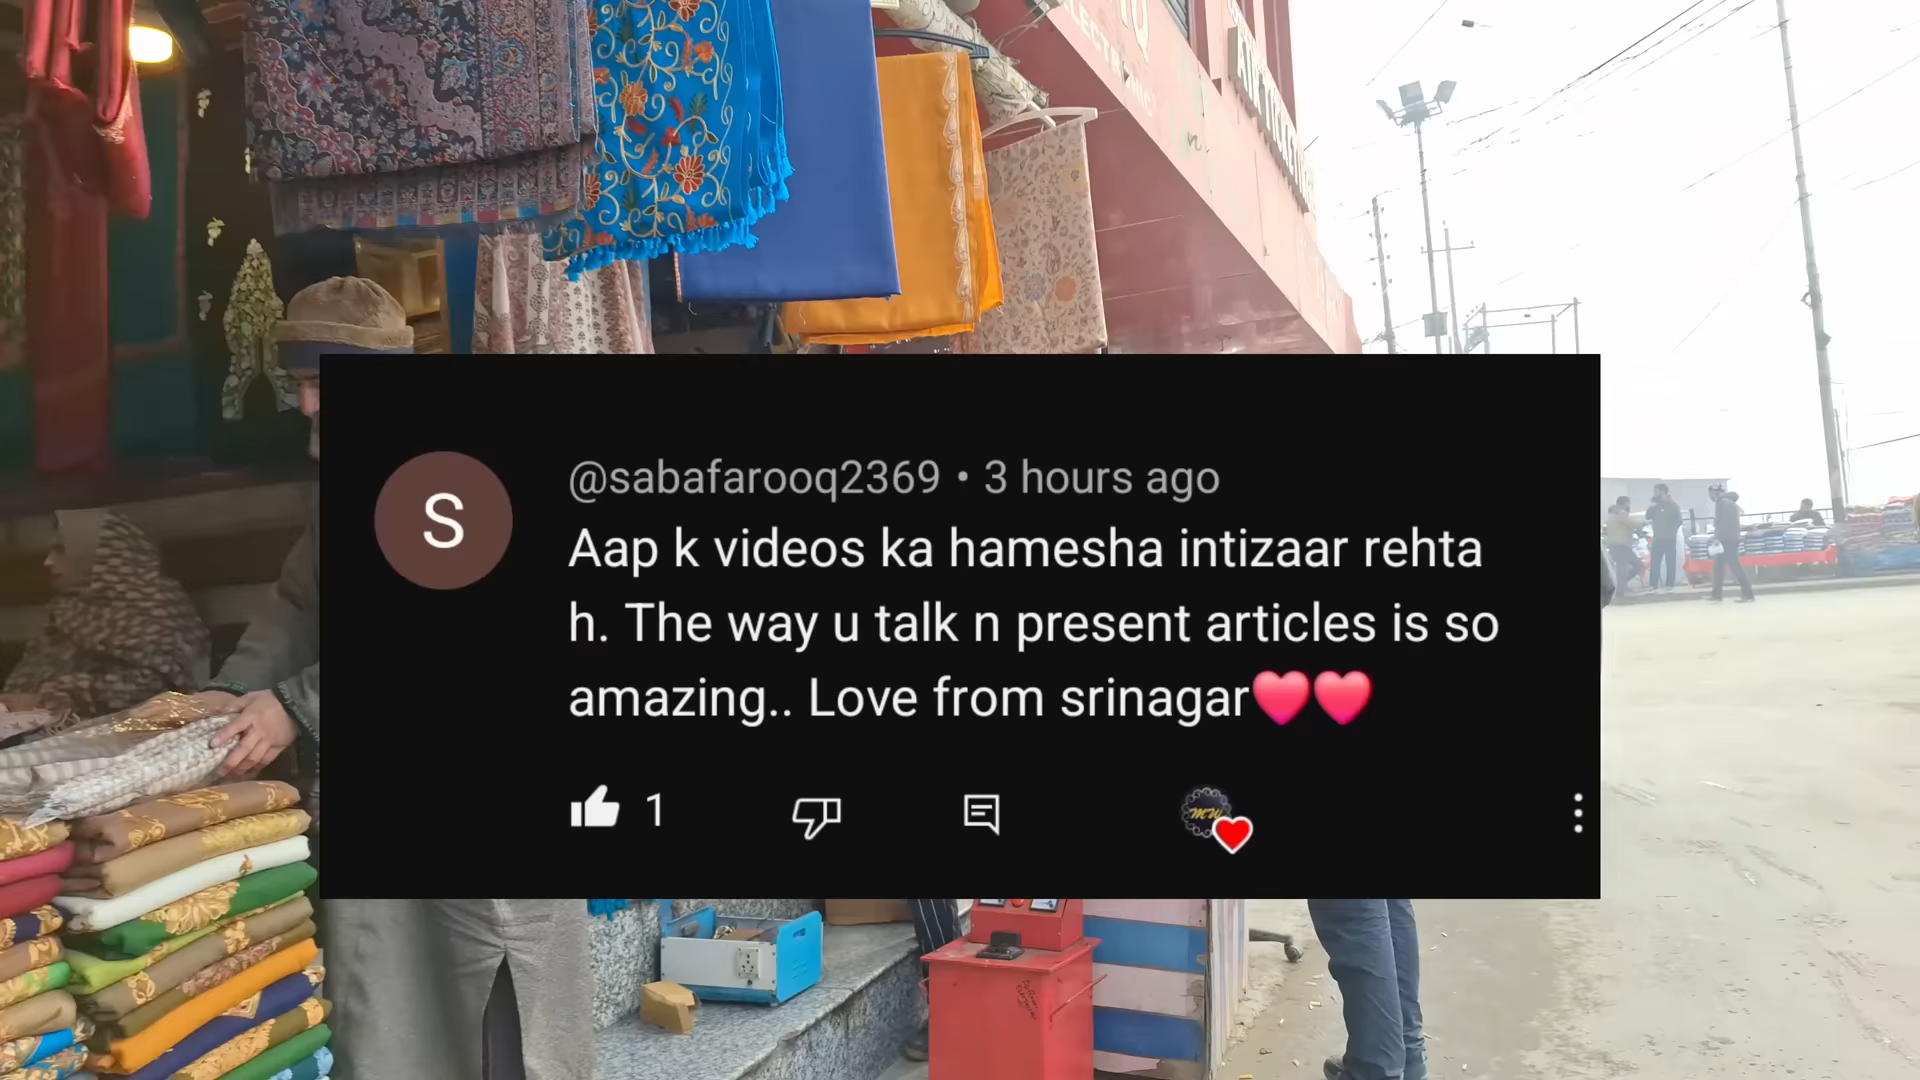 @sabafarooq2369 • 3 hours ago
Aap k videos ka hamesha intizaar rehta
h. The way u talk n present articles is so
amazing.. Love from srinagar❤️❤️
1
S
MW